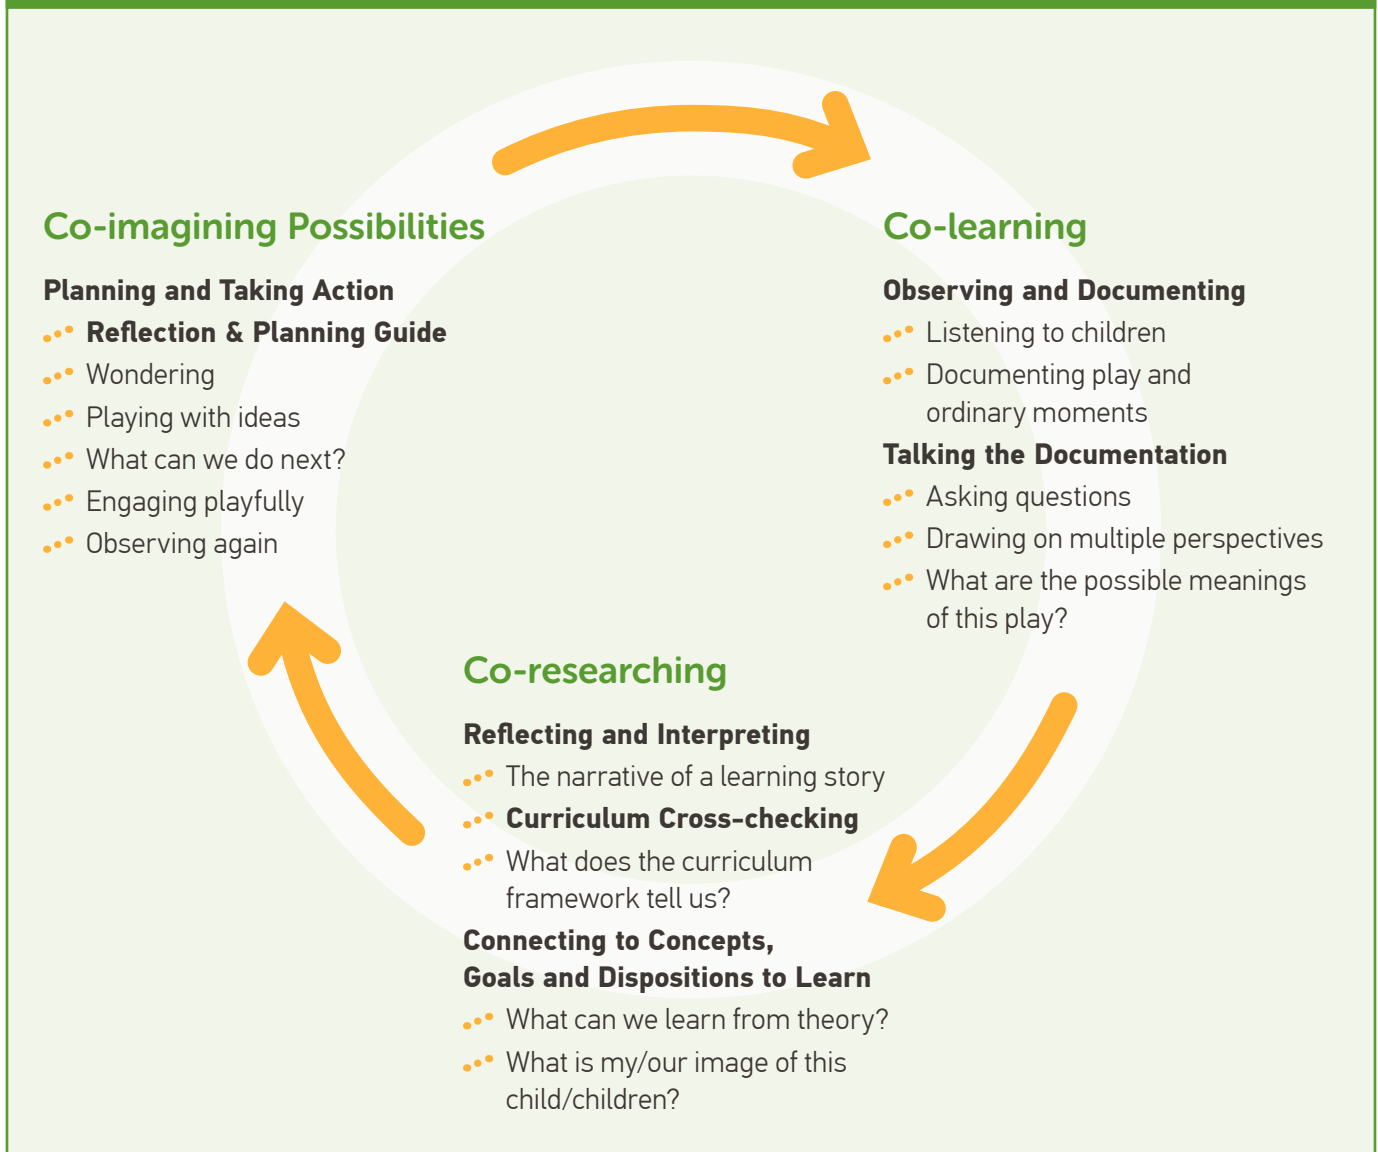 Co-imagining Possibilities
Planning and Taking Action
Reflection & Planning Guide
Wondering
Playing with ideas
What can we do next?
Engaging playfully
Observing again
Co-learning
Observing and Documenting
Listening to children
Documenting play and
ordinary moments
Talking the Documentation
Asking questions
Drawing on multiple perspectives
What are the possible meanings
of this play?
Co-researching
Reflecting and Interpreting
The narrative of a learning story
Curriculum Cross-checking
What does the curriculum
framework tell us?
Connecting to Concepts,
Goals and Dispositions to Learn
What can we learn from theory?
What is my/our image of this
child/children?